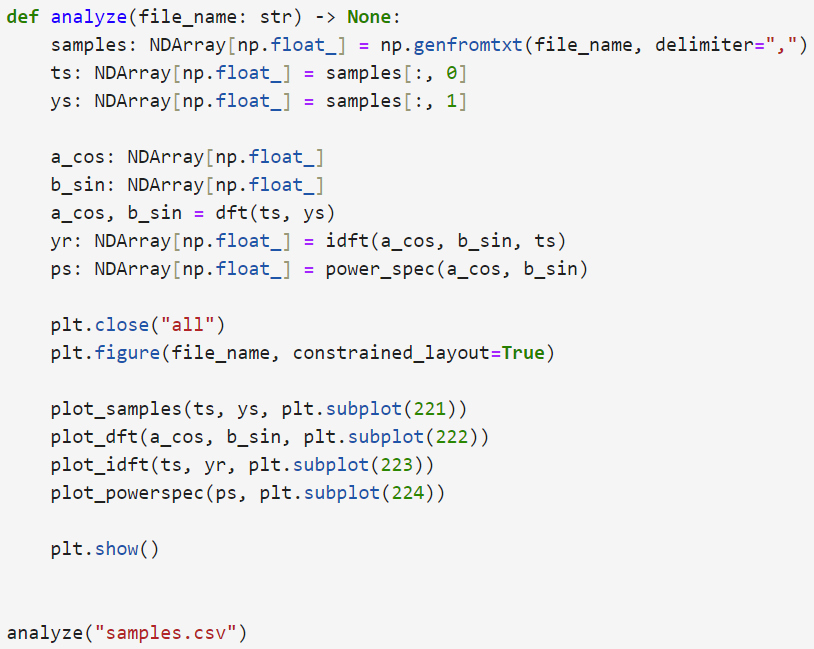 def analyze(file_name: str) -> None:
    samples: NDArray[np.float_] = np.genfromtxt(file_name, delimiter=",")
    ts: NDArray[np.float_] = samples[:, 0]
    ys: NDArray[np.float_] = samples[:, 1]

    a_cos: NDArray[np.float_]
    b_sin: NDArray[np.float_]
    a_cos, b_sin = dft(ts, ys)
    yr: NDArray[np.float_] = idft(a_cos, b_sin, ts)
    ps: NDArray[np.float_] = power_spec(a_cos, b_sin)

    plt.close("all")
    plt.figure(file_name, constrained_layout=True)

    plot_samples(ts, ys, plt.subplot(221))
    plot_dft(a_cos, b_sin, plt.subplot(222))
    plot_idft(ts, yr, plt.subplot(223))
    plot_powerspec(ps, plt.subplot(224))

    plt.show()


analyze("samples.csv")